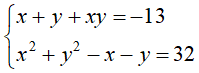 x + y + xy = −13
x² + y² − x − y = 32